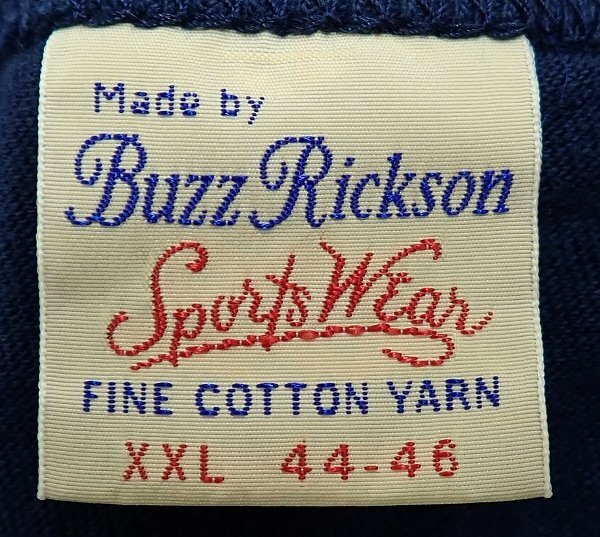 Made by
Buzz Rickson
Sports Wear
FINE COTTON YARN
XXL 44-46